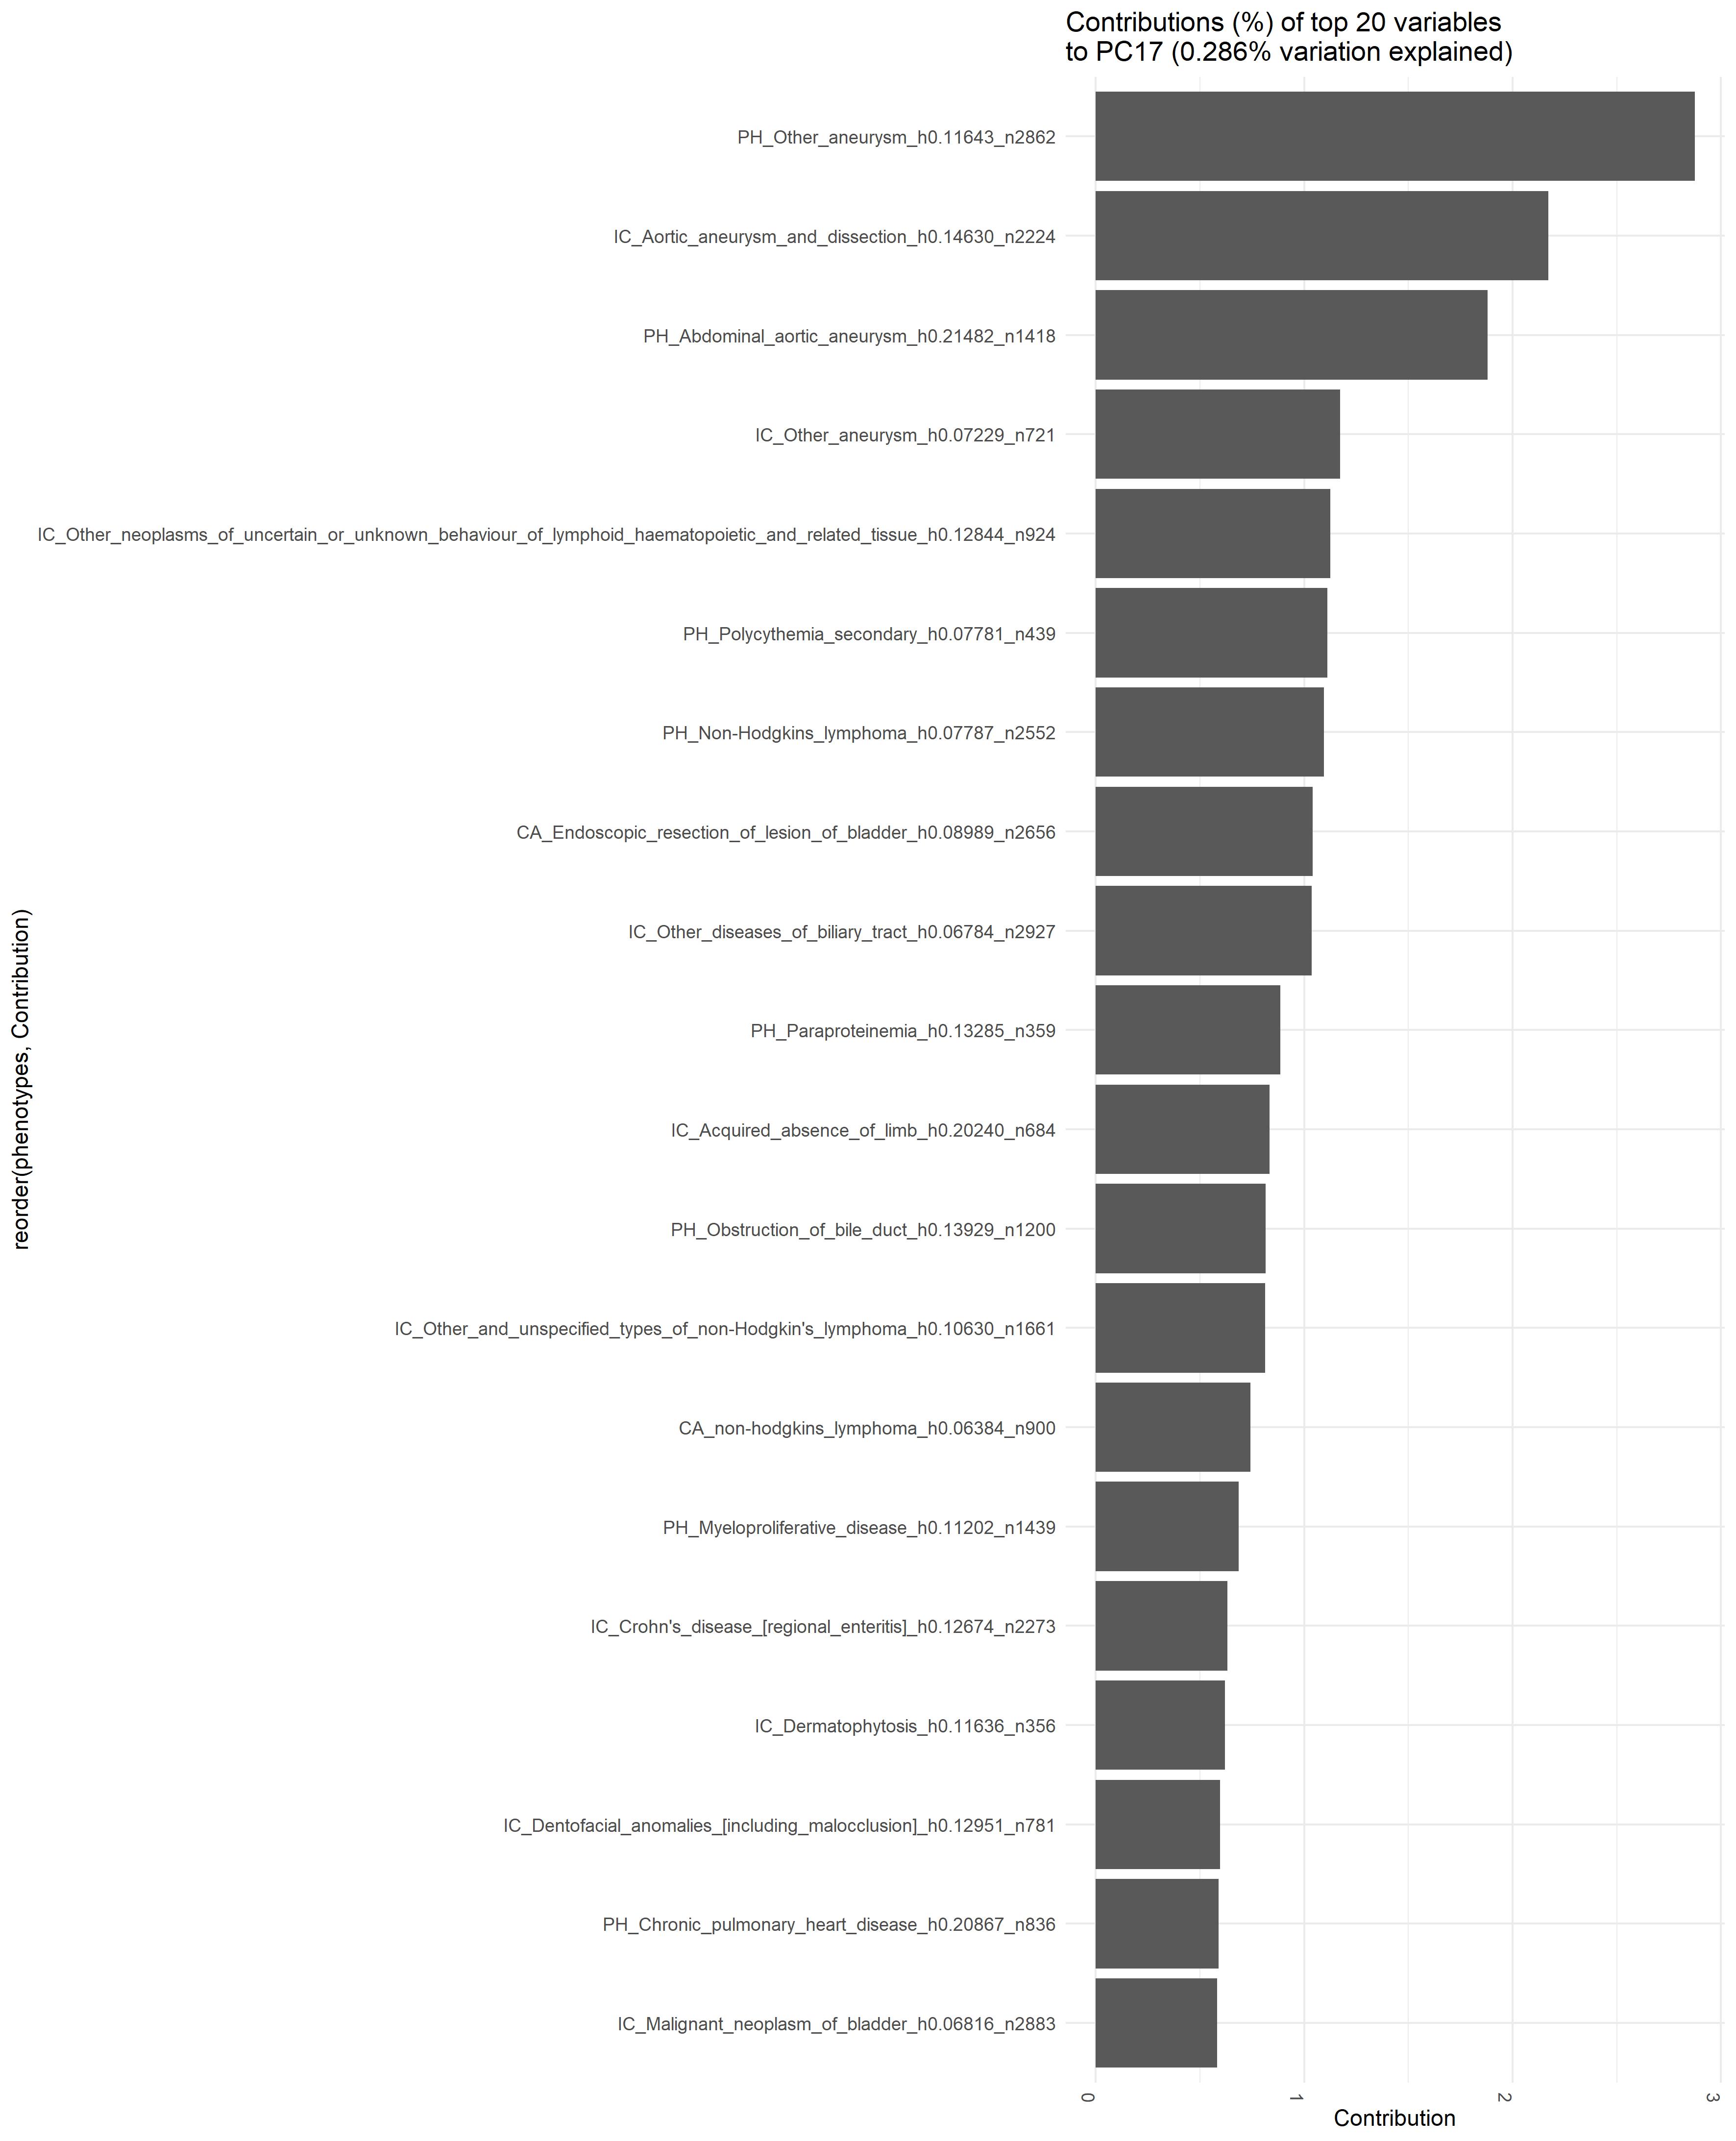 Contributions (%) of top 20 variables
to PC17 (0.286% variation explained)
PH_Other_aneurysm_h0.11643_n2862
IC_Aortic_aneurysm_and_dissection_h0.14630_n2224
PH_Abdominal_aortic_aneurysm_h0.21482_n1418
IC_Other_aneurysm_h0.07229_n721
IC_Other_neoplasms_of_uncertain_or_unknown_behaviour_of_lymphoid_haematopoietic_and_related_tissue_h0.12844_n924
PH_Polycythemia_secondary_h0.07781_n439
PH_Non-Hodgkins_lymphoma_h0.07787_n2552
CA_Endoscopic_resection_of_lesion_of_bladder_h0.08989_n2656
IC_Other_diseases_of_biliary_tract_h0.06784_n2927
PH_Paraproteinemia_h0.13285_n359
IC_Acquired_absence_of_limb_h0.20240_n684
PH_Obstruction_of_bile_duct_h0.13929_n1200
IC_Other_and_unspecified_types_of_non-Hodgkin's_lymphoma_h0.10630_n1661
CA_non-hodgkins_lymphoma_h0.06384_n900
PH_Myeloproliferative_disease_h0.11202_n1439
IC_Crohn's_disease_[regional_enteritis]_h0.12674_n2273
IC_Dermatophytosis_h0.11636_n356
IC_Dentofacial_anomalies_[including_malocclusion]_h0.12951_n781
PH_Chronic_pulmonary_heart_disease_h0.20867_n836
IC_Malignant_neoplasm_of_bladder_h0.06816_n2883
reorder(phenotypes, Contribution)
0 1 2 3
Contribution